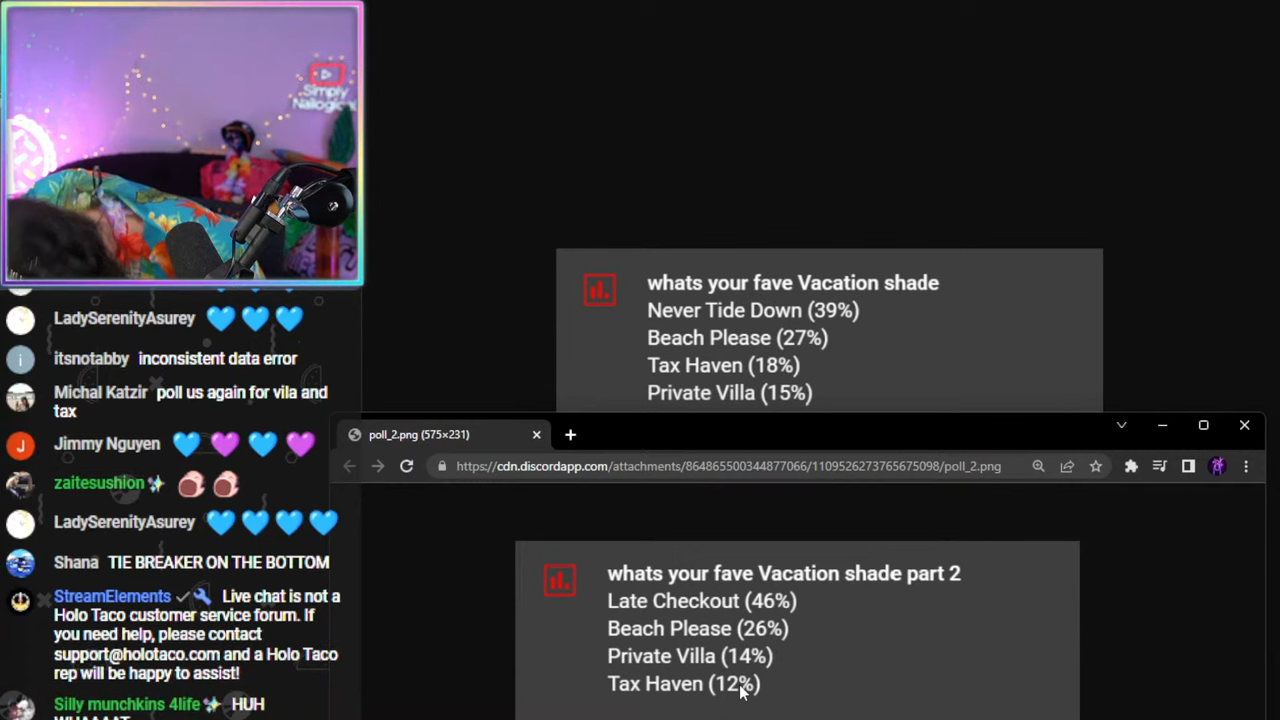 Simply
Nailogical
LadySerenityAsurey 💙 💙 💙
itsnotabby inconsistent data error
Michal Katzir poll us again for vila and
tax
Jimmy Nguyen 💙 💜 💙 💜
zaitesushion✨
LadySerenityAsurey 💙 💙 💙 💙
Shana TIE BREAKER ON THE BOTTOM
StreamElements Live chat is not a
Holo Taco customer service forum. If
you need help, please contact
support@holotaco.com and a Holo Taco
rep will be happy to assist!
Silly munchkins 4life✨ HUH
WHAAAAT
whats your fave Vacation shade
Never Tide Down (39%)
Beach Please (27%)
Tax Haven (18%)
Private Villa (15%)
poll_2.png (575×231)
https://cdn.discordapp.com/attachments/864865500344877066/1109526273765675098/poll_2.png
whats your fave Vacation shade part 2
Late Checkout (46%)
Beach Please (26%)
Private Villa (14%)
Tax Haven (12%)